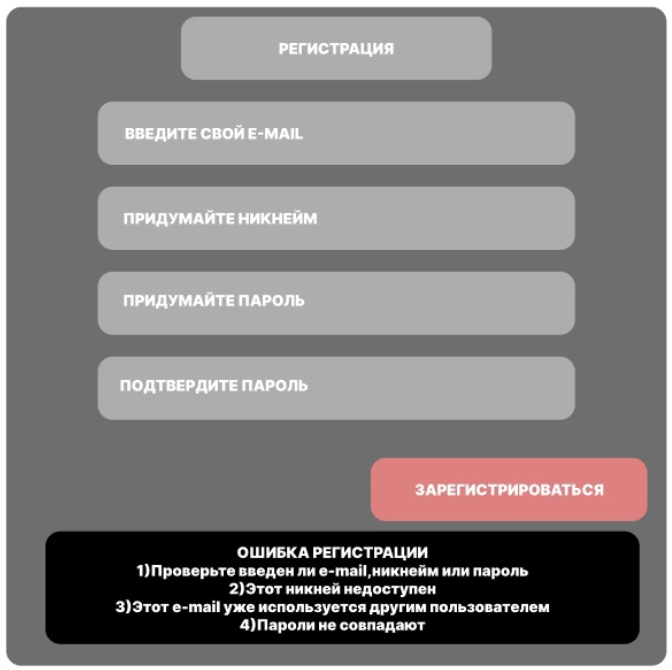 РЕГИСТРАЦИЯ
ВВЕДИТЕ СВОЙ E-MAIL
ПРИДУМАЙТЕ НИКНЕЙМ
ПРИДУМАЙТЕ ПАРОЛЬ
ПОДТВЕРДИТЕ ПАРОЛЬ
ЗАРЕГИСТРИРОВАТЬСЯ
ОШИБКА РЕГИСТРАЦИИ
1)Проверьте введен ли e-mail,никнейм или пароль
2)Этот никней недоступен
3)Этот e-mail уже используется другим пользователем
4)Пароли не совпадают